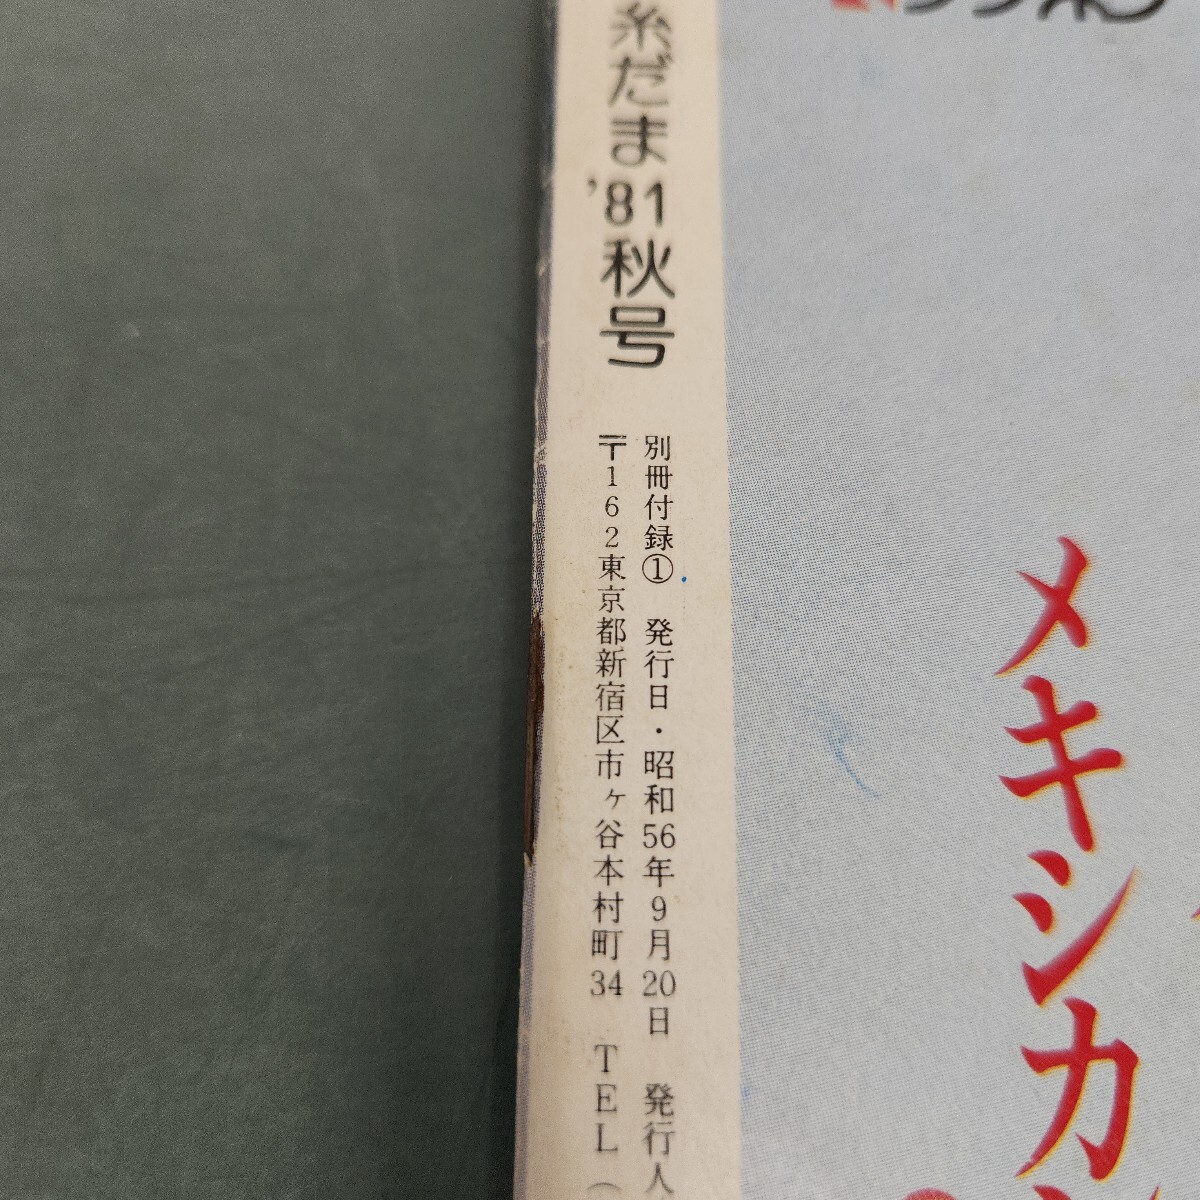 糸だま'81秋号
別冊付録① 発行日・昭和56年9月20日 発行人
〒162東京都新宿区市ヶ谷本村町34 TEL（
メキシカ